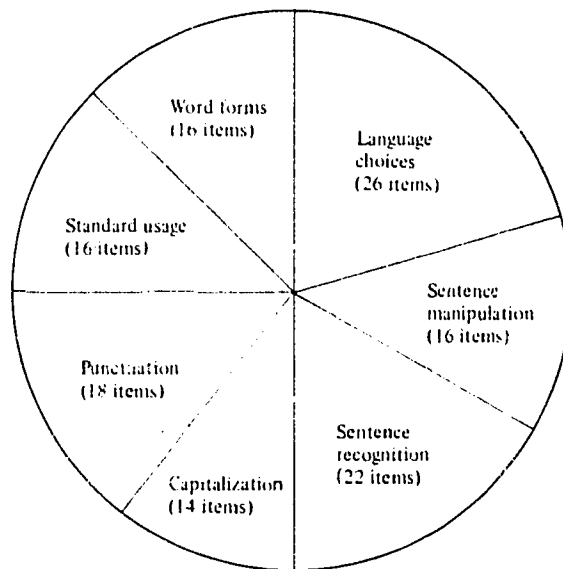 Word forms
(16 items)
Language
choices
(26 items)
Standard usage
(16 items)
Sentence
manipulation
(16 items)
Punctuation
(18 items)
Sentence
recognition
(22 items)
Capitalization
(14 items)